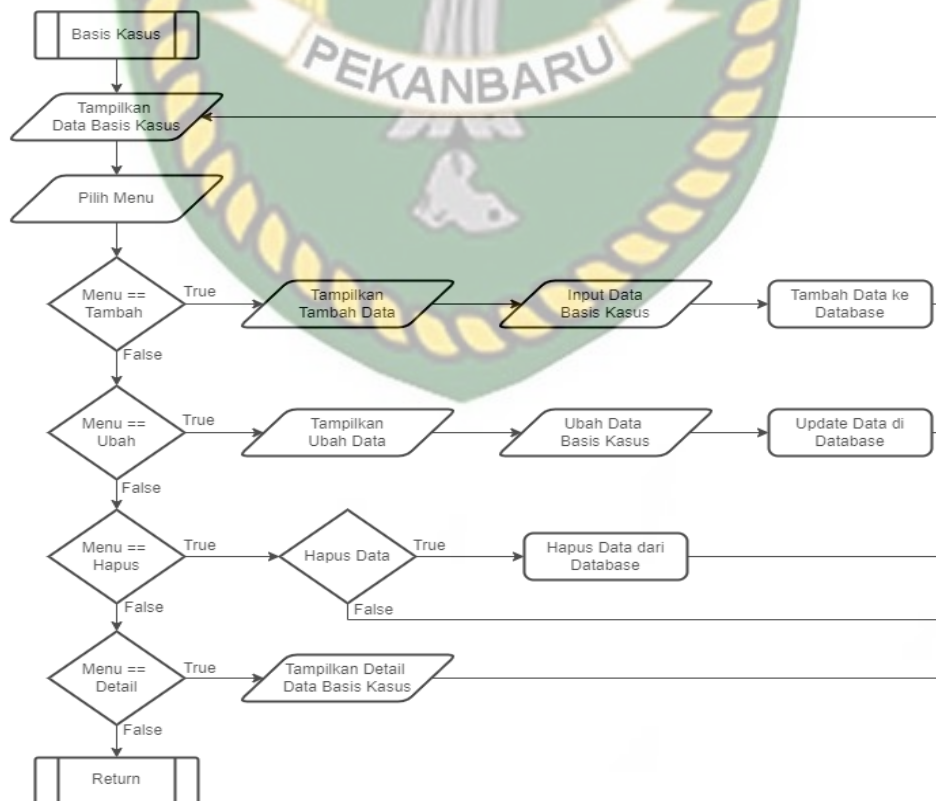 Basis Kasus
PEKANBARU
Tampilkan
Data Basis Kasus
Pilih Menu
Menu ==
Tambah
True
Tampilkan
Tambah Data
Input Data
Basis Kasus
Tambah Data ke
Database
False
Menu ==
Ubah
True
Tampilkan
Ubah Data
Ubah Data
Basis Kasus
Update Data di
Database
False
Menu ==
Hapus
True
Hapus Data
True
Hapus Data dari
Database
False
False
Menu ==
Detail
True
Tampilkan Detail
Data Basis Kasus
False
Return